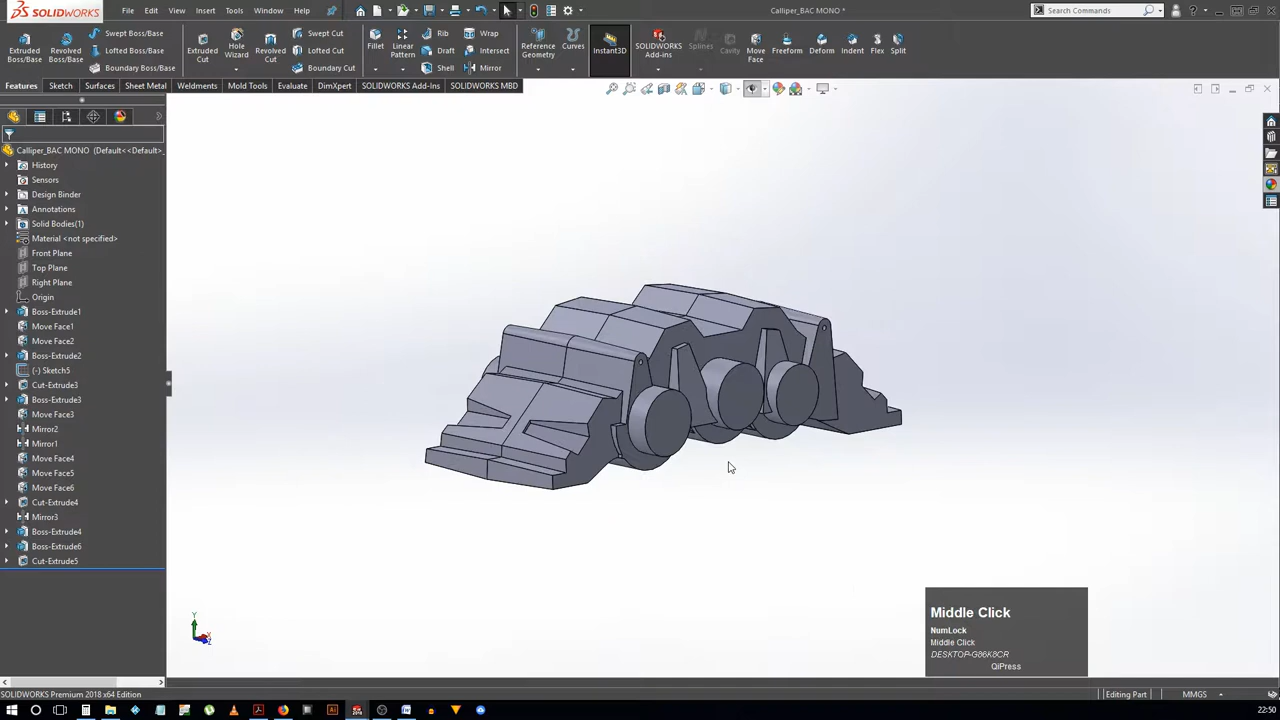 SOLIDWORKS
File
Edit
View
Insert
Tools
Window
Help
Calliper_BAC MONO *
Search Commands
Extruded Boss/Base
Revolved Boss/Base
Swept Boss/Base
Lofted Boss/Base
Boundary Boss/Base
Extruded Cut
Hole Wizard
Revolved Cut
Swept Cut
Lofted Cut
Boundary Cut
Fillet
Linear Pattern
Rib
Draft
Shell
Wrap
Intersect
Mirror
Reference Geometry
Curves
Instant3D
SOLIDWORKS Add-ins
Splines
Cavity
Move Face
Freeform
Deform
Indent
Flex
Split
Features
Sketch
Surfaces
Sheet Metal
Weldments
Mold Tools
Evaluate
DimXpert
SOLIDWORKS Add-Ins
SOLIDWORKS MBD
Calliper_BAC MONO (Default<<Default>_
History
Sensors
Design Binder
Annotations
Solid Bodies(1)
Material <not specified>
Front Plane
Top Plane
Right Plane
Origin
Boss-Extrude1
Move Face1
Move Face2
Boss-Extrude2
(-) Sketch5
Cut-Extrude3
Boss-Extrude3
Move Face3
Mirror2
Mirror1
Move Face4
Move Face5
Move Face6
Cut-Extrude4
Mirror3
Boss-Extrude4
Boss-Extrude6
Cut-Extrude5
Y
Middle Click
NumLock
Middle Click
DESKTOP-G86K8CR
QiPress
SOLIDWORKS Premium 2018 x64 Edition
Editing Part
MMGS
22:50